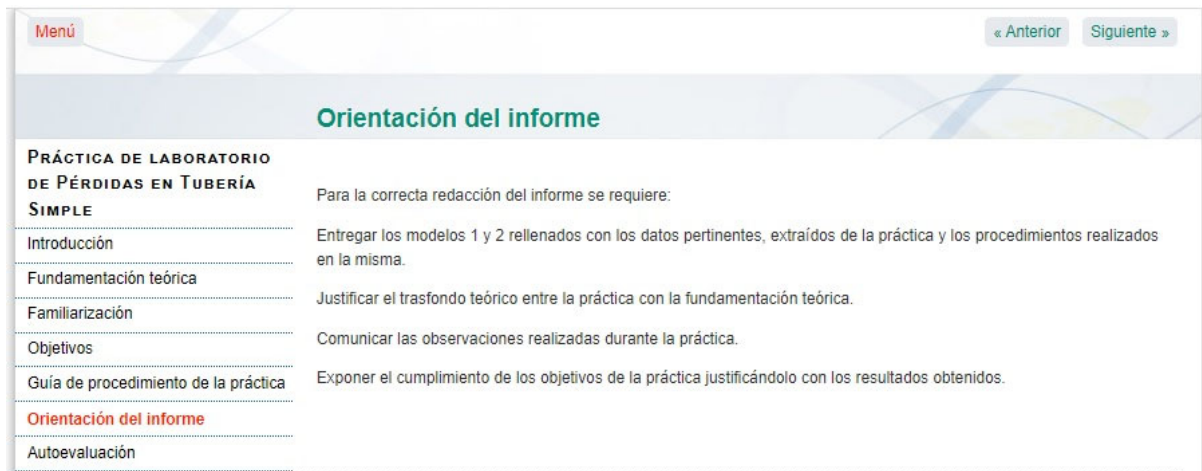 Menú
« Anterior
Siguiente »
Orientación del informe
PRÁCTICA DE LABORATORIO
DE PÉRDIDAS EN TUBERÍA
SIMPLE
Introducción
Fundamentación teórica
Familiarización
Objetivos
Guía de procedimiento de la práctica
Orientación del informe
Autoevaluación
Para la correcta redacción del informe se requiere:
Entregar los modelos 1 y 2 rellenados con los datos pertinentes, extraídos de la práctica y los procedimientos realizados
en la misma.
Justificar el trasfondo teórico entre la práctica con la fundamentación teórica.
Comunicar las observaciones realizadas durante la práctica.
Exponer el cumplimiento de los objetivos de la práctica justificándolo con los resultados obtenidos.